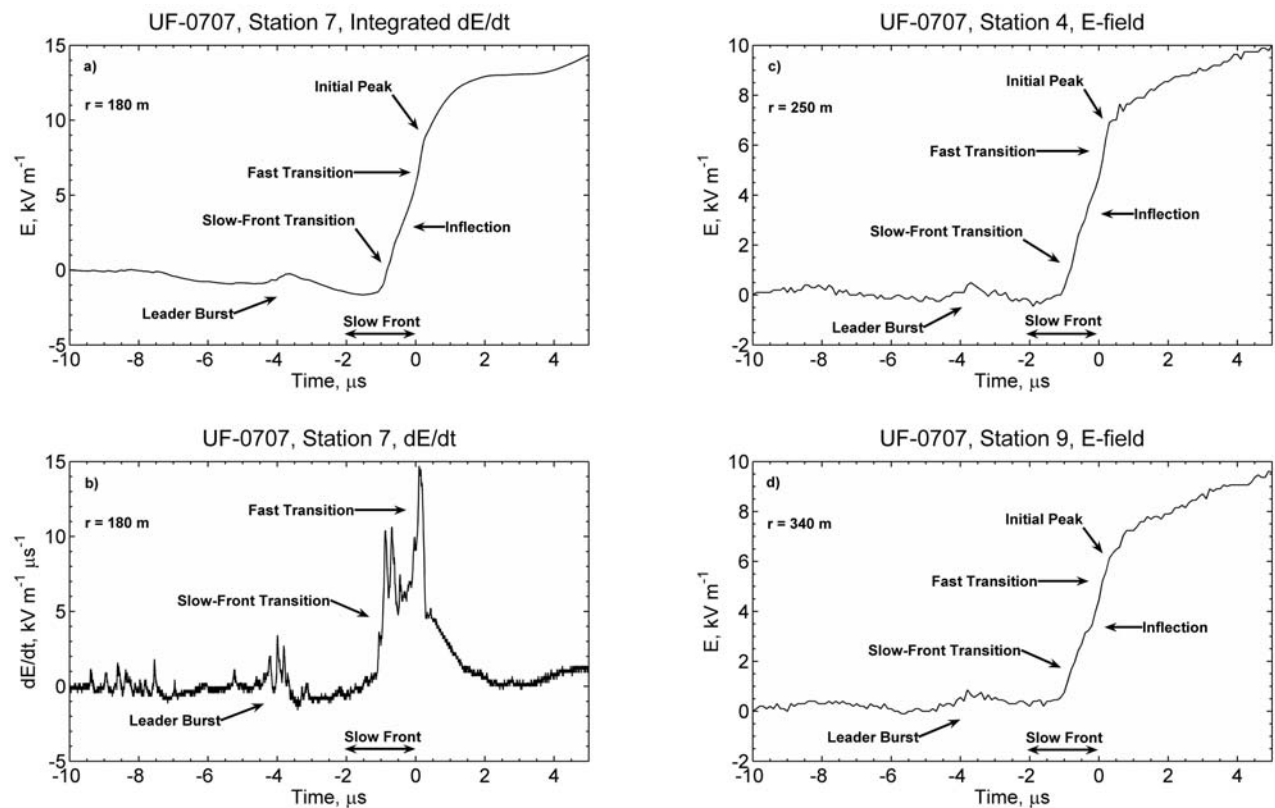 UF-0707, Station 7, Integrated dE/dt
15
10
5
0
-5
E, kV m⁻¹
a)
r = 180 m
Initial Peak
Fast Transition
Slow-Front Transition
Inflection
Leader Burst
Slow Front
-10 -8 -6 -4 -2 0 2 4
Time, μs
UF-0707, Station 4, E-field
10
8
6
4
2
0
-2
E, kV m⁻¹
c)
r = 250 m
Initial Peak
Fast Transition
Inflection
Slow-Front Transition
Leader Burst
Slow Front
-10 -8 -6 -4 -2 0 2 4
Time, μs
UF-0707, Station 7, dE/dt
15
10
5
0
-5
dE/dt, kV m⁻¹ μs⁻¹
b)
r = 180 m
Fast Transition
Slow-Front Transition
Leader Burst
Slow Front
-10 -8 -6 -4 -2 0 2 4
Time, μs
UF-0707, Station 9, E-field
10
8
6
4
2
0
-2
E, kV m⁻¹
d)
r = 340 m
Initial Peak
Fast Transition
Inflection
Slow-Front Transition
Leader Burst
Slow Front
-10 -8 -6 -4 -2 0 2 4
Time, μs